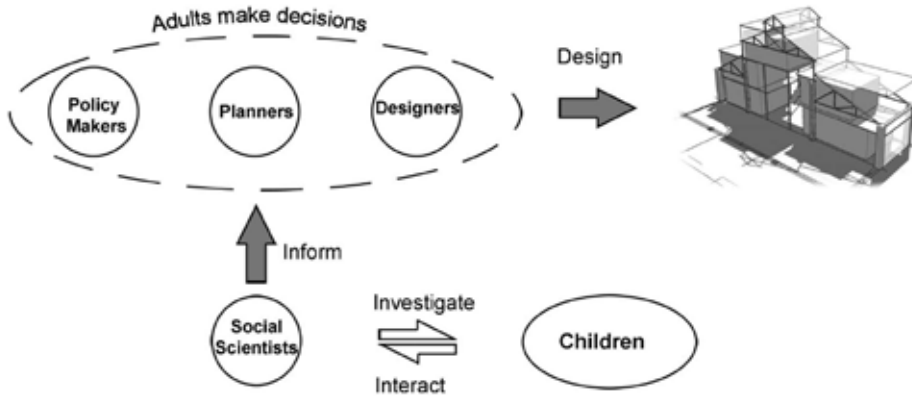 Adults make decisions
Design
Policy
Makers
Planners
Designers
Inform
Investigate
Social
Scientists
Children
Interact